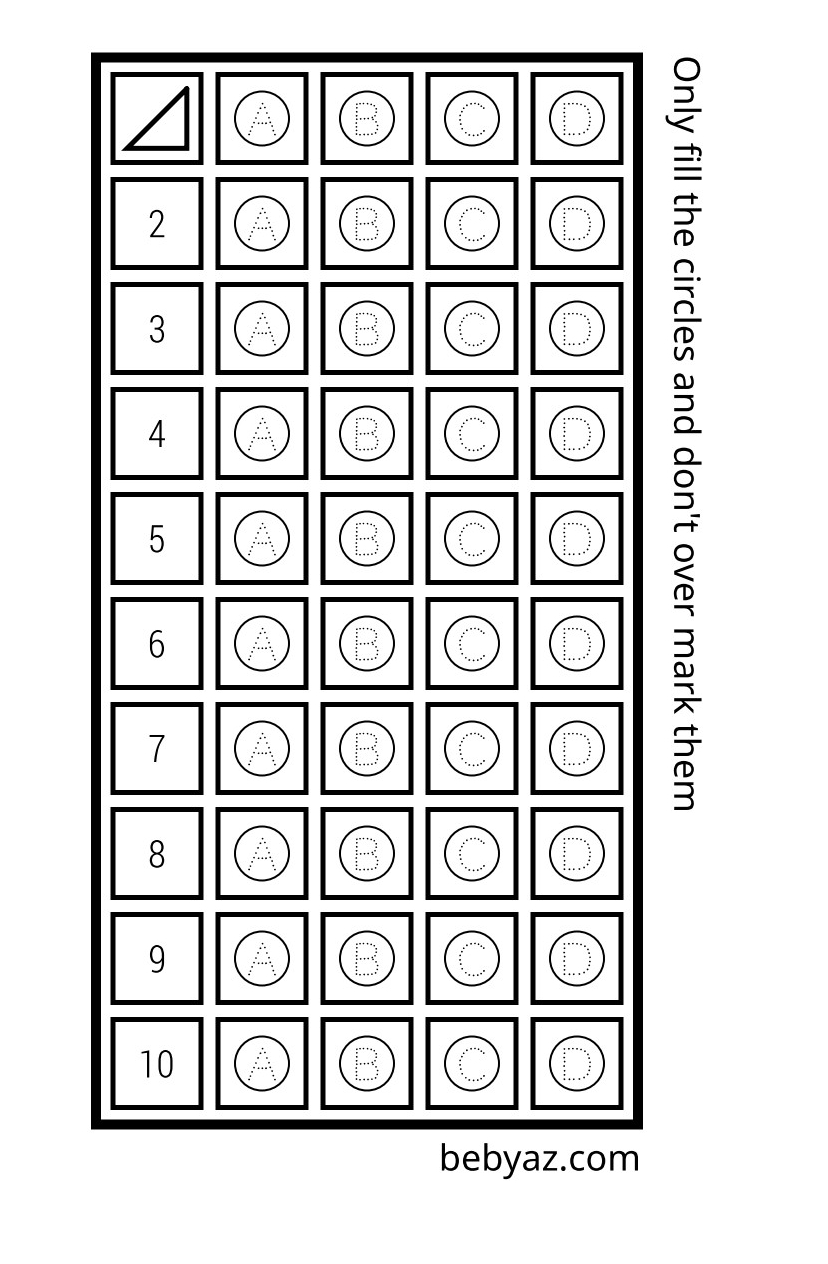 A B C D
2 A B C D
3 A B C D
4 A B C D
5 A B C D
6 A B C D
7 A B C D
8 A B C D
9 A B C D
10 A B C D
Only fill the circles and don't over mark them
bebyaz.com